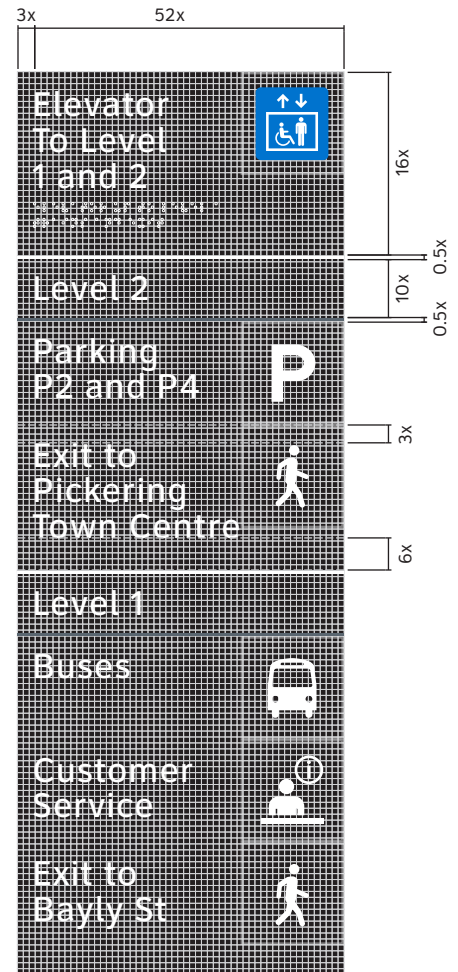 3x 52x
Elevator
To Level
1 and 2
16x
0.5x
Level 2
10x
0.5x
Parking
P2 and P4
P
3x
Exit to
Pickering
Town Centre
6x
Level 1
Buses
Customer
Service
i
Exit to
Bayly St